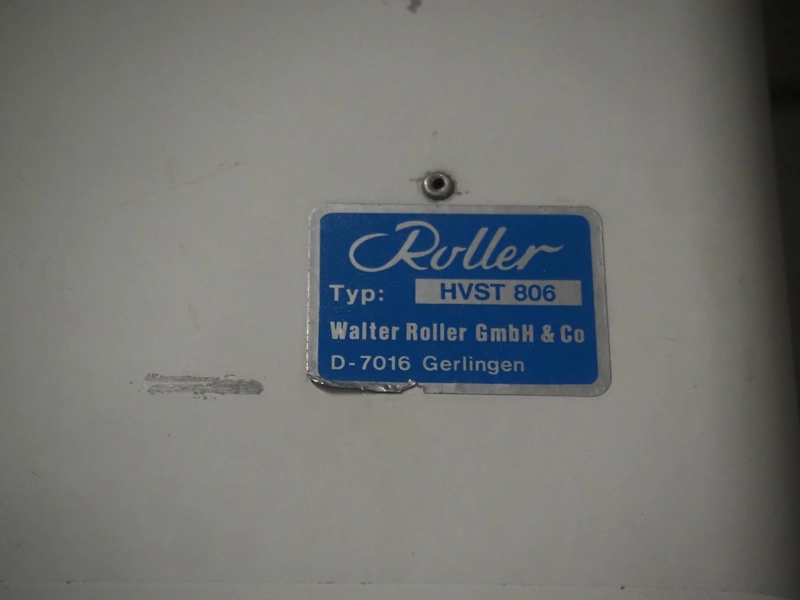 Roller
Typ: HVST 806
Walter Roller GmbH & Co
D-7016 Gerlingen